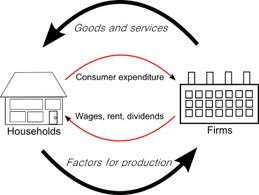 Goods and services
Consumer expenditure
Wages, rent, dividends
Households
Firms
Factors for production